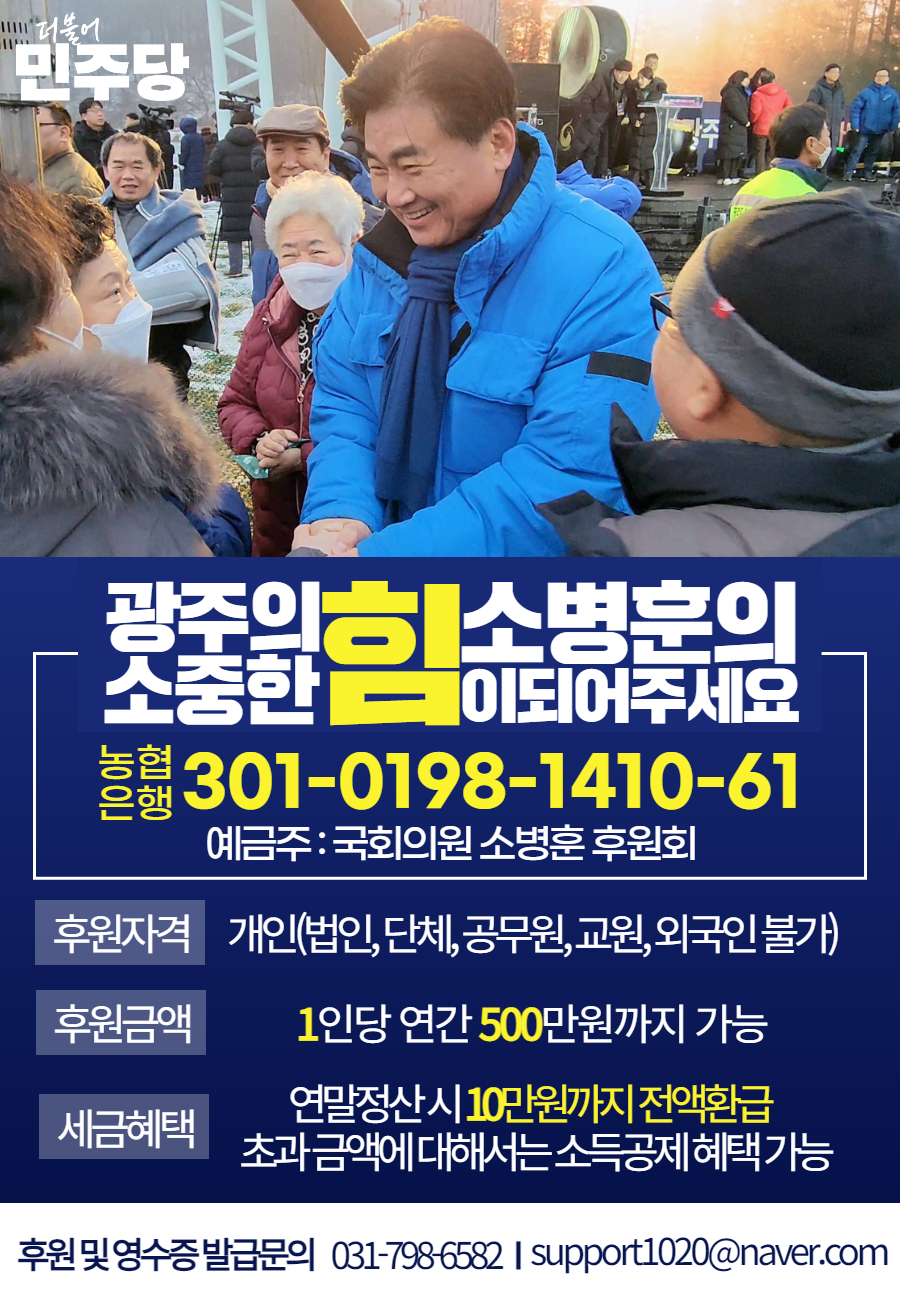 더불어
민주당
광주
광주의 힘 소병훈의
소중한 이 되어주세요
농협
은행 301-0198-1410-61
예금주 : 국회의원 소병훈 후원회
후원자격 개인(법인, 단체, 공무원, 교원, 외국인 불가)
후원금액 1인당 연간 500만원까지 가능
세금혜택 연말정산 시 10만원까지 전액환급
초과 금액에 대해서는 소득공제 혜택 가능
후원 및 영수증 발급문의 031-798-6582 | support1020@naver.com